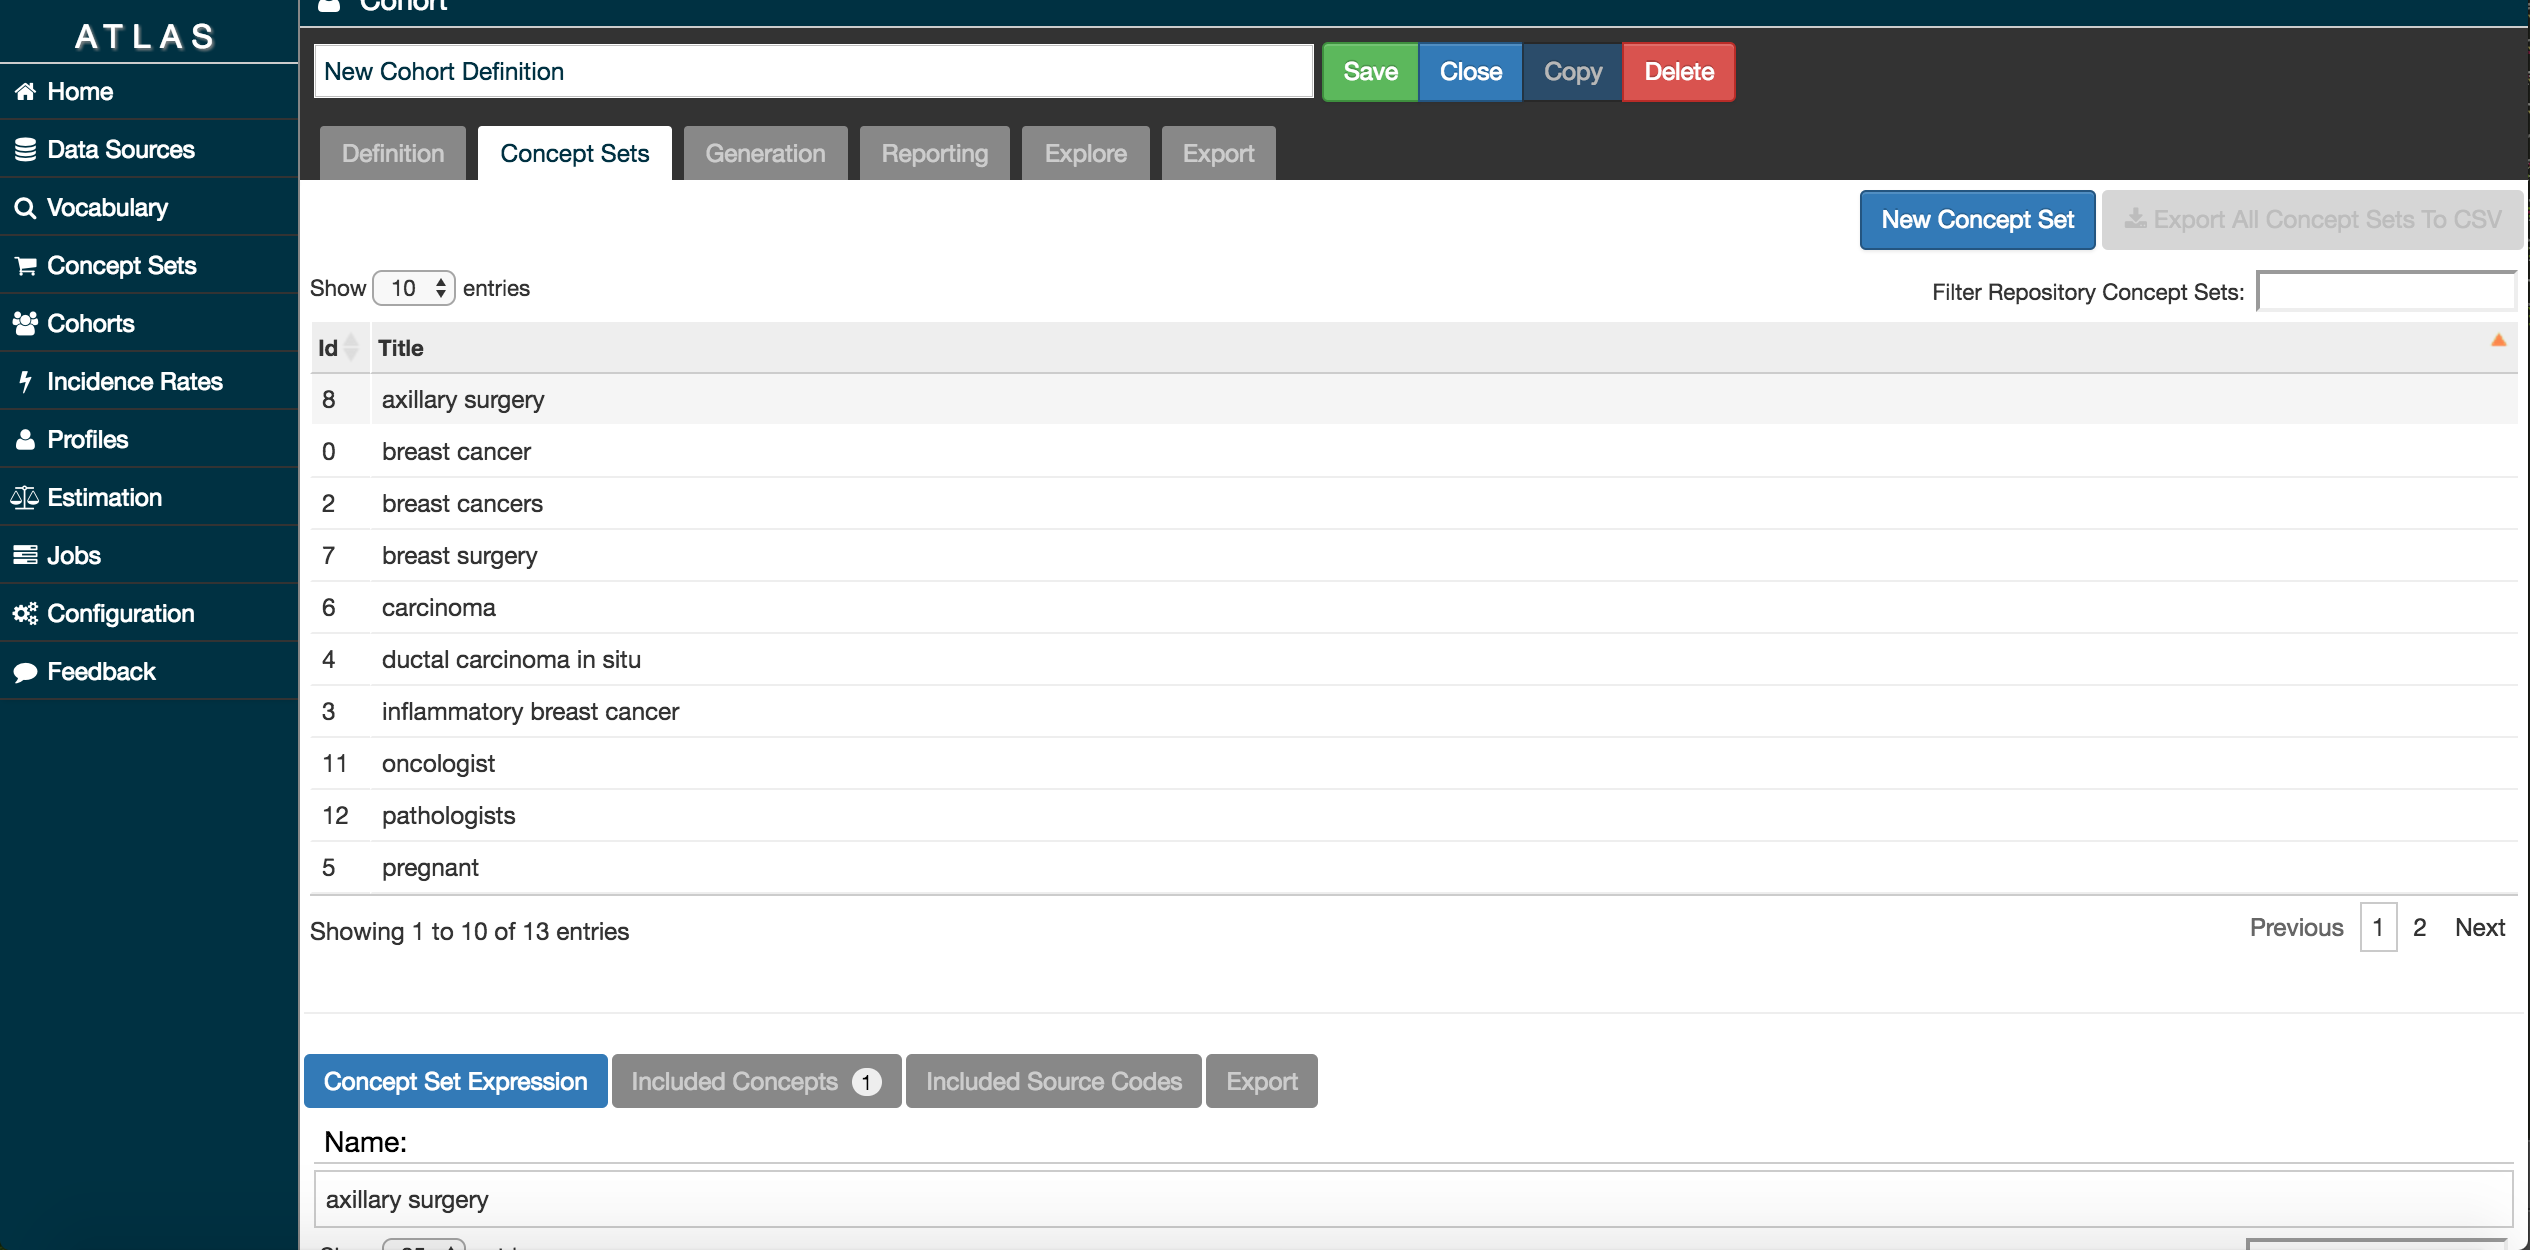 ATLAS
Home
Data Sources
Vocabulary
Concept Sets
Cohorts
Incidence Rates
Profiles
Estimation
Jobs
Configuration
Feedback
Cohort
New Cohort Definition
Save Close Copy Delete
Definition Concept Sets Generation Reporting Explore Export
New Concept Set Export All Concept Sets To CSV
Show 10 entries Filter Repository Concept Sets:
Id Title
8 axillary surgery
0 breast cancer
2 breast cancers
7 breast surgery
6 carcinoma
4 ductal carcinoma in situ
3 inflammatory breast cancer
11 oncologist
12 pathologists
5 pregnant
Showing 1 to 10 of 13 entries Previous 1 2 Next
Concept Set Expression Included Concepts 1 Included Source Codes Export
Name:
axillary surgery